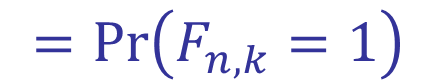 = Pr(F_{n,k} = 1)